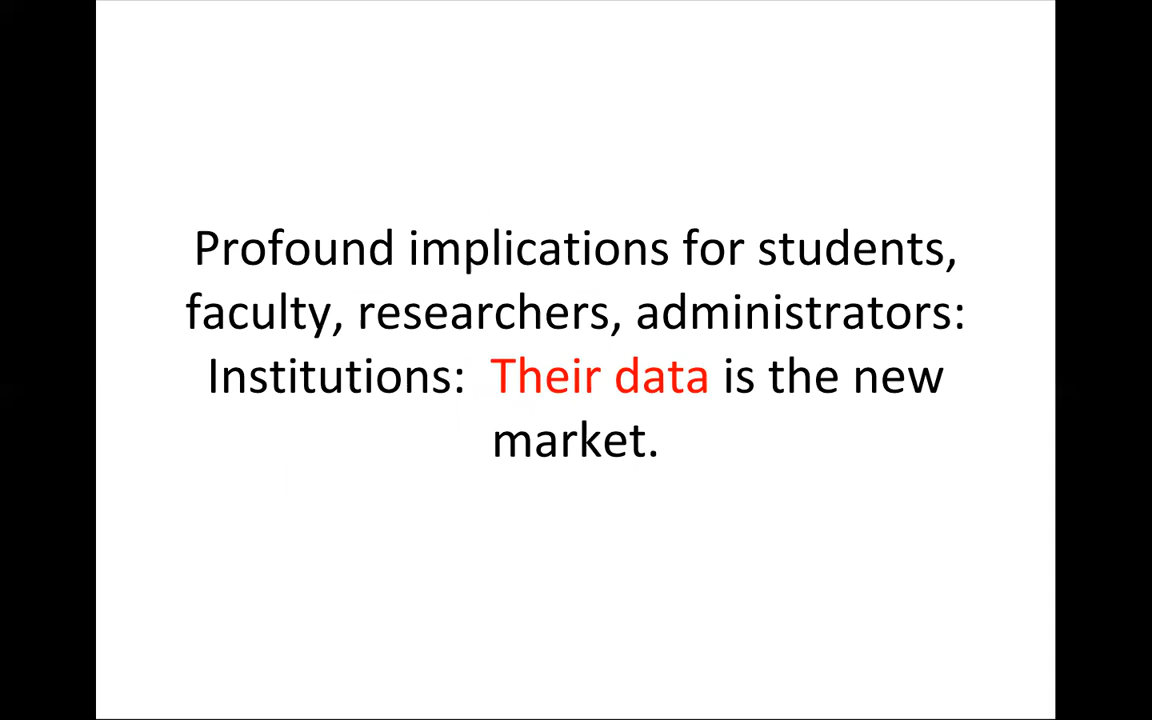 Profound implications for students,
faculty, researchers, administrators:
Institutions:  Their data is the new
market.